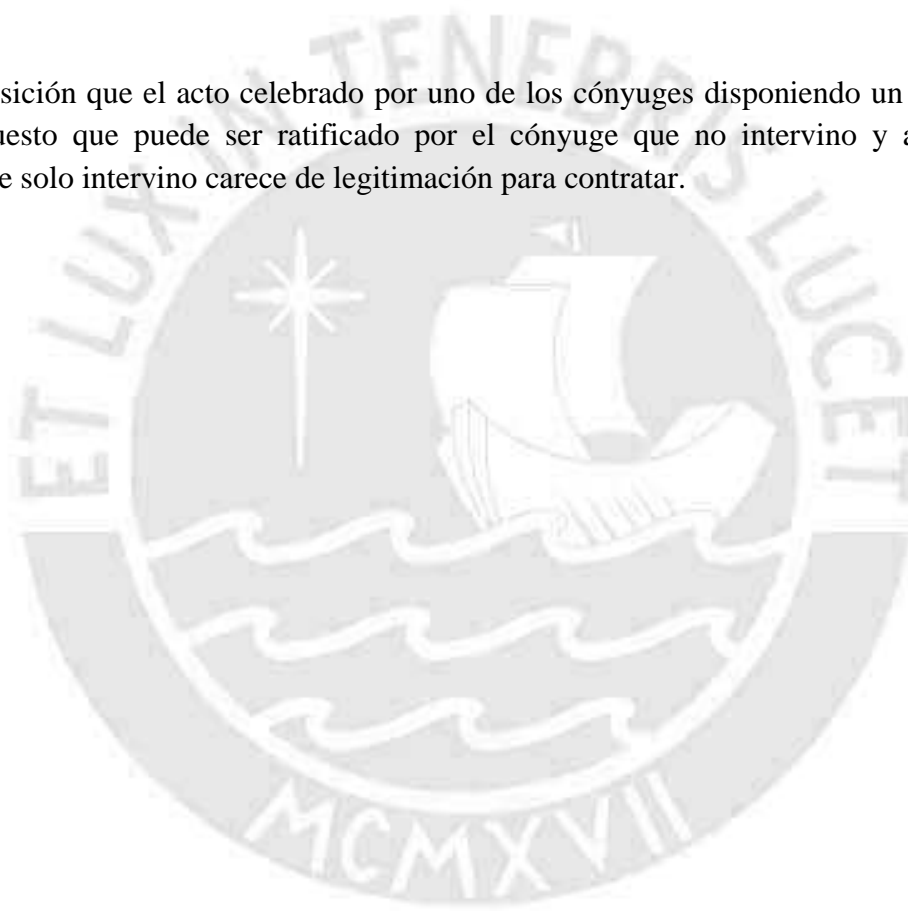 sición que el acto celebrado por uno de los cónyuges disponiendo un
uesto que puede ser ratificado por el cónyuge que no intervino y a
e solo intervino carece de legitimación para contratar.
ET LUX IN TENEBRIS LUCET
MCMXVII